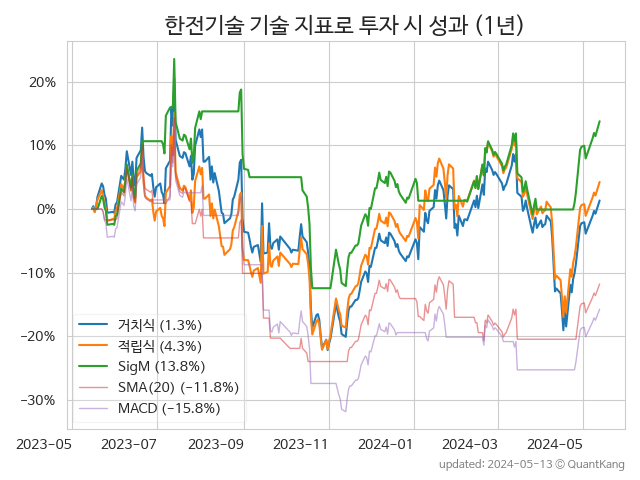 한전기술 기술 지표로 투자 시 성과 (1년)
20%
10%
0%
−10%
−20%
−30%
거치식 (1.3%)
적립식 (4.3%)
SigM (13.8%)
SMA(20) (−11.8%)
MACD (−15.8%)
2023-05 2023-07 2023-09 2023-11 2024-01 2024-03 2024-05
updated: 2024-05-13 ⓒ QuantKang